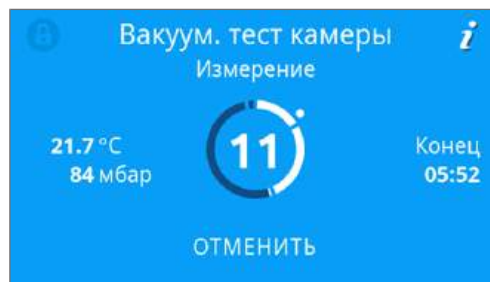 Вакуум. тест камеры
i
Измерение
21.7 °C
84 мбар
11
Конец
05:52
ОТМЕНИТЬ